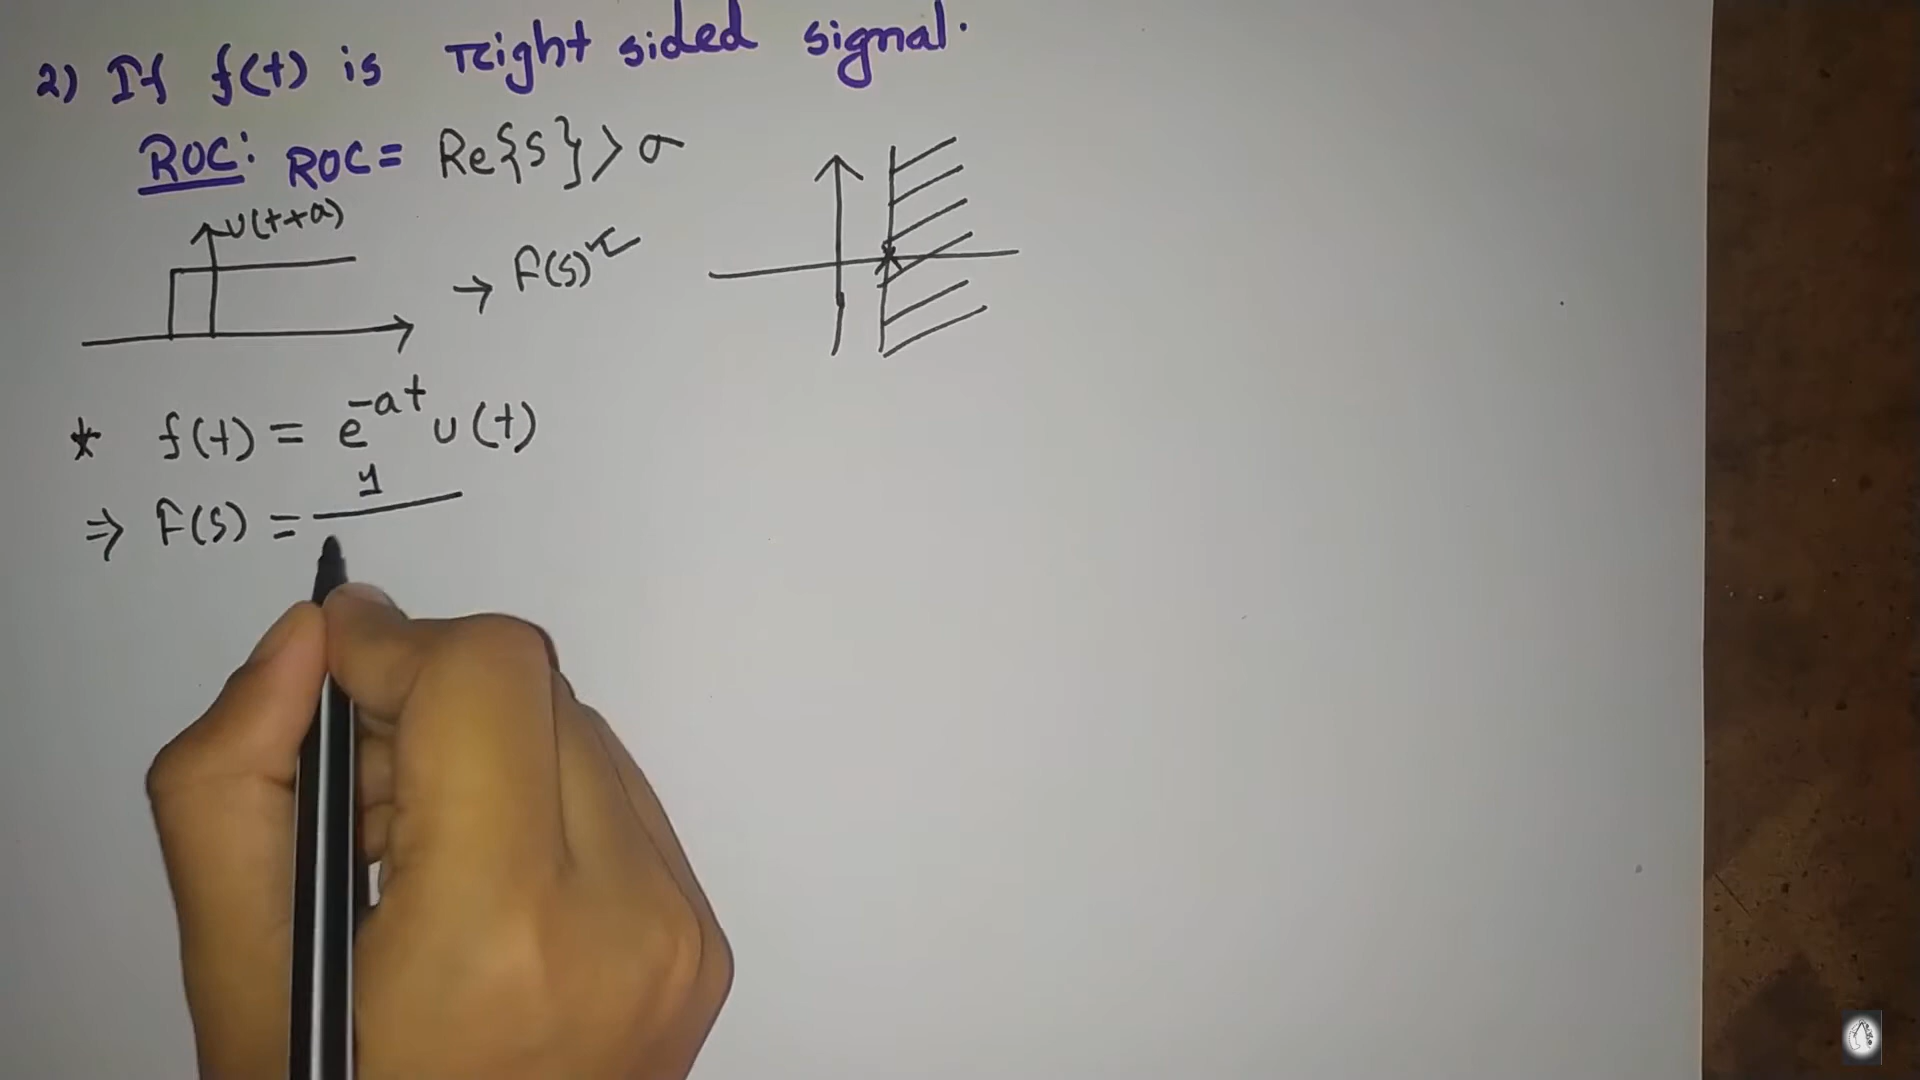 2) If f(t) is right sided signal.
ROC: ROC = Re{s} > σ
u(t+a)
→ F(s)
* f(t) = e^-at u(t)
1
⇒ F(s) =